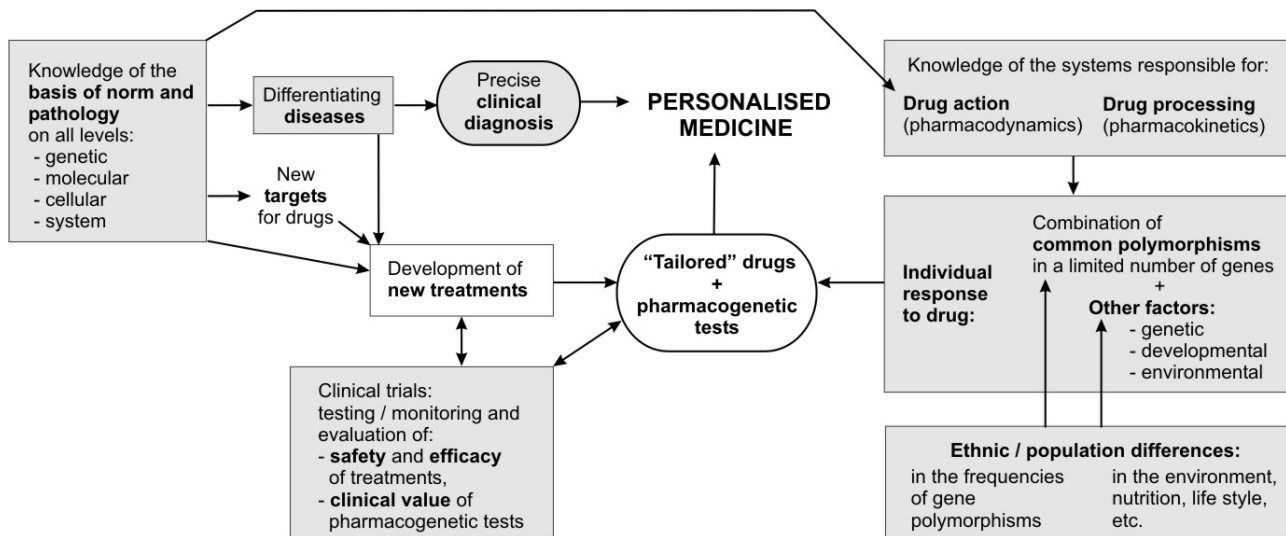 Knowledge of the
basis of norm and
pathology
on all levels:
- genetic
- molecular
- cellular
- system
Differentiating
diseases
Precise
clinical
diagnosis
PERSONALISED
MEDICINE
New
targets
for drugs
Development of
new treatments
"Tailored" drugs
+
pharmacogenetic
tests
Clinical trials:
testing / monitoring and
evaluation of:
- safety and efficacy
of treatments,
- clinical value of
pharmacogenetic tests
Knowledge of the systems responsible for:
Drug action
(pharmacodynamics)
Drug processing
(pharmacokinetics)
Individual
response
to drug:
Combination of
common polymorphisms
in a limited number of genes
+
Other factors:
- genetic
- developmental
- environmental
Ethnic / population differences:
in the frequencies
of gene
polymorphisms
in the environment,
nutrition, life style,
etc.